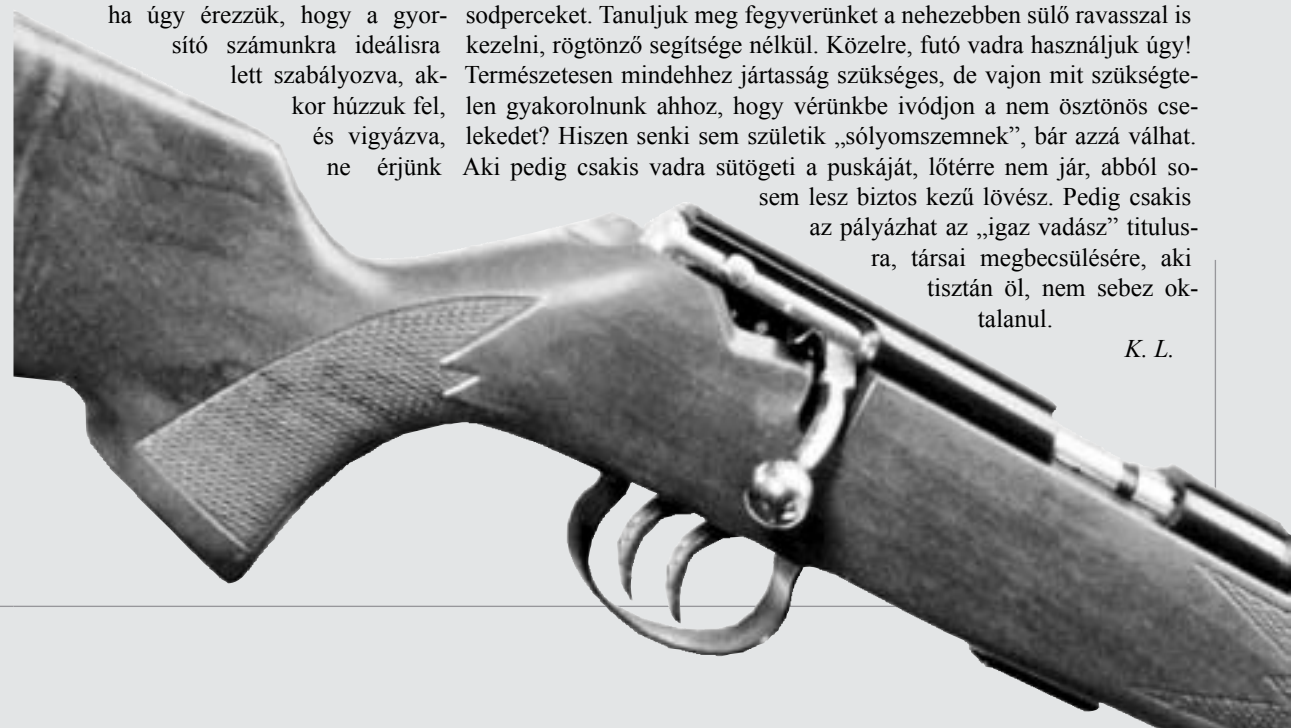 ha úgy érezzük, hogy a gyor-
sító számunkra ideálisra
lett szabályozva, ak-
kor húzzuk fel,
és vigyázva,
ne érjünk
sodperceket. Tanuljuk meg fegyverünket a nehezebben sülő ravasszal is
kezelni, rögtönző segítsége nélkül. Közelre, futó vadra használjuk úgy!
Természetesen mindehhez jártasság szükséges, de vajon mit szükségte-
len gyakorolnunk ahhoz, hogy vérünkbe ivódjon a nem ösztönös cse-
lekedet? Hiszen senki sem születik „sólyomszemnek”, bár azzá válhat.
Aki pedig csakis vadra sütögeti a puskáját, lőtérre nem jár, abból so-
sem lesz biztos kezű lövész. Pedig csakis
az pályázhat az „igaz vadász” titulus-
ra, társai megbecsülésére, aki
tisztán öl, nem sebez ok-
talanul.
K. L.